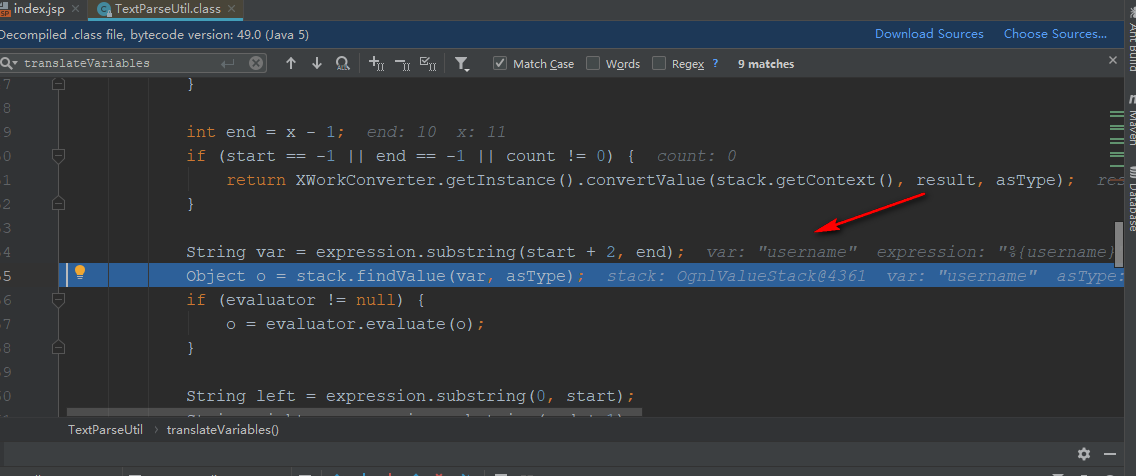 index.jsp
TextParseUtil.class
Decompiled .class file, bytecode version: 49.0 (Java 5) Download Sources Choose Sources...
translateVariables Match Case Words Regex ? 9 matches
7 }
8
9 int end = x - 1; end: 10 x: 11
0 if (start == -1 || end == -1 || count != 0) { count: 0
1 return XWorkConverter.getInstance().convertValue(stack.getContext(), result, asType); res
2 }
3
4 String var = expression.substring(start + 2, end); var: "username" expression: "%{username}
5 Object o = stack.findValue(var, asType); stack: OgnlValueStack@4361 var: "username" asType:
6 if (evaluator != null) {
7 o = evaluator.evaluate(o);
8 }
0 String left = expression.substring(0, start);
TextParseUtil › translateVariables()
Ant Build
Maven
Database